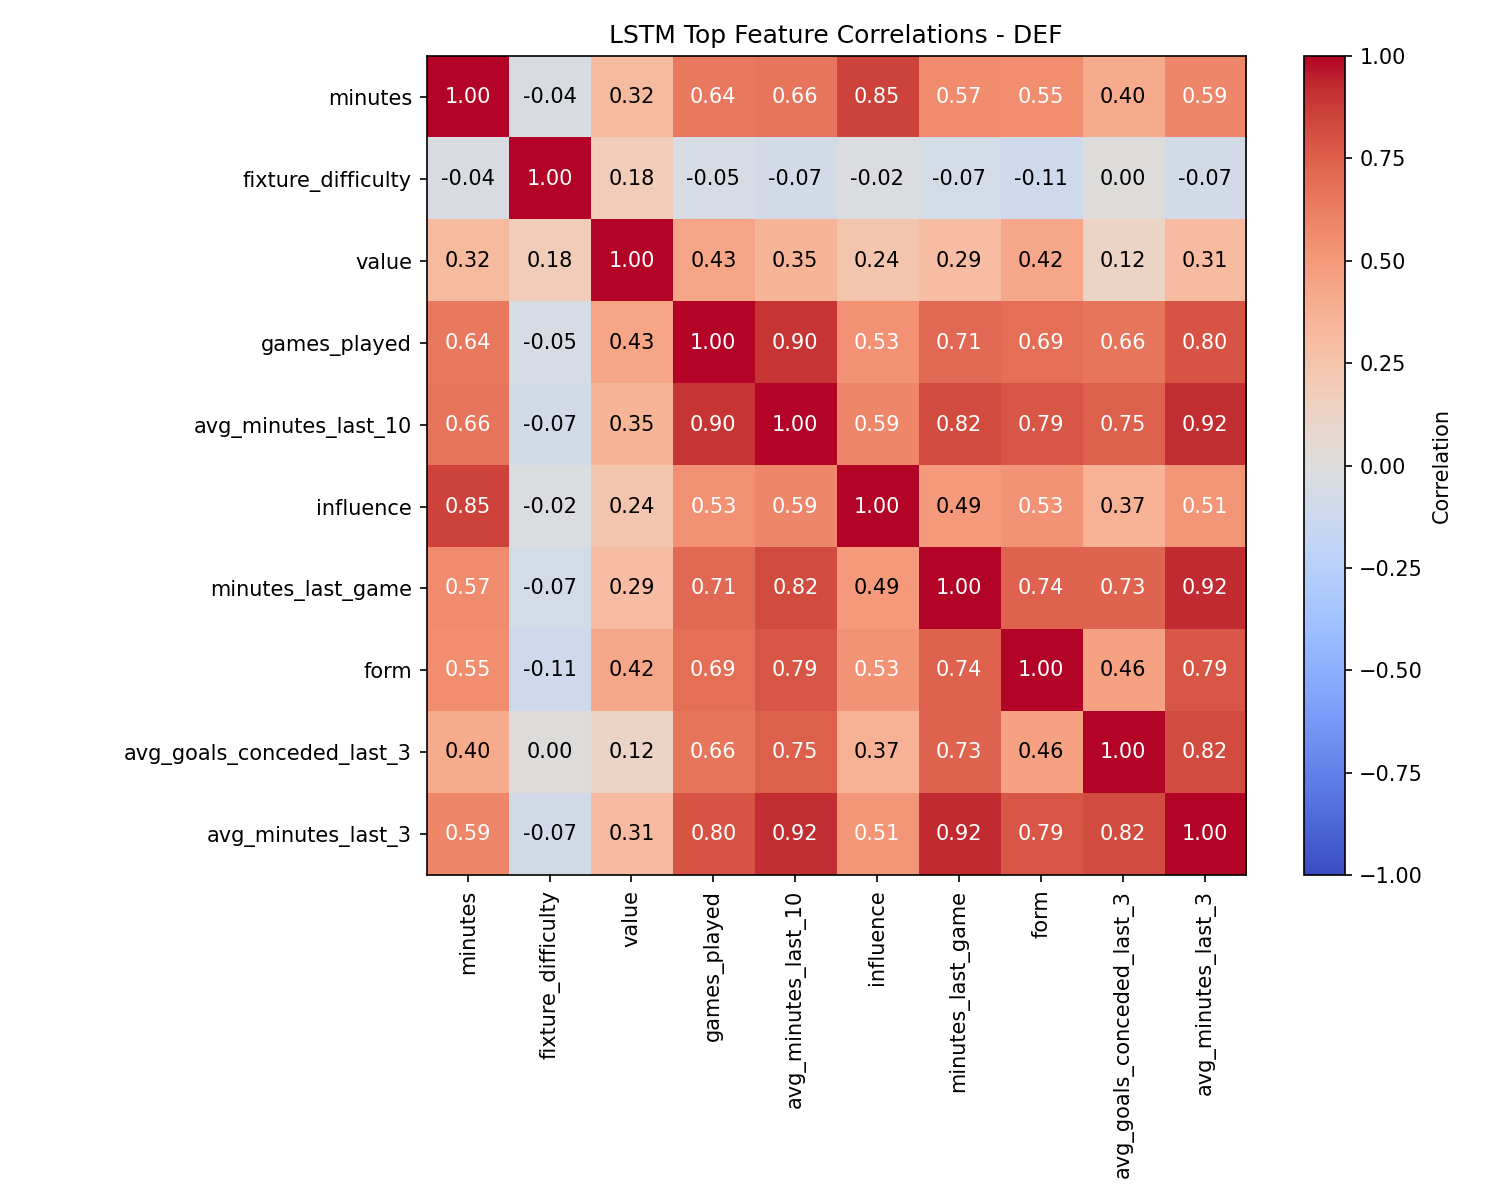 LSTM Top Feature Correlations - DEF
minutes 1.00 -0.04 0.32 0.64 0.66 0.85 0.57 0.55 0.40 0.59
fixture_difficulty -0.04 1.00 0.18 -0.05 -0.07 -0.02 -0.07 -0.11 0.00 -0.07
value 0.32 0.18 1.00 0.43 0.35 0.24 0.29 0.42 0.12 0.31
games_played 0.64 -0.05 0.43 1.00 0.90 0.53 0.71 0.69 0.66 0.80
avg_minutes_last_10 0.66 -0.07 0.35 0.90 1.00 0.59 0.82 0.79 0.75 0.92
influence 0.85 -0.02 0.24 0.53 0.59 1.00 0.49 0.53 0.37 0.51
minutes_last_game 0.57 -0.07 0.29 0.71 0.82 0.49 1.00 0.74 0.73 0.92
form 0.55 -0.11 0.42 0.69 0.79 0.53 0.74 1.00 0.46 0.79
avg_goals_conceded_last_3 0.40 0.00 0.12 0.66 0.75 0.37 0.73 0.46 1.00 0.82
avg_minutes_last_3 0.59 -0.07 0.31 0.80 0.92 0.51 0.92 0.79 0.82 1.00
minutes
fixture_difficulty
value
games_played
avg_minutes_last_10
influence
minutes_last_game
form
avg_goals_conceded_last_3
avg_minutes_last_3
1.00
0.75
0.50
0.25
0.00
−0.25
−0.50
−0.75
−1.00
Correlation